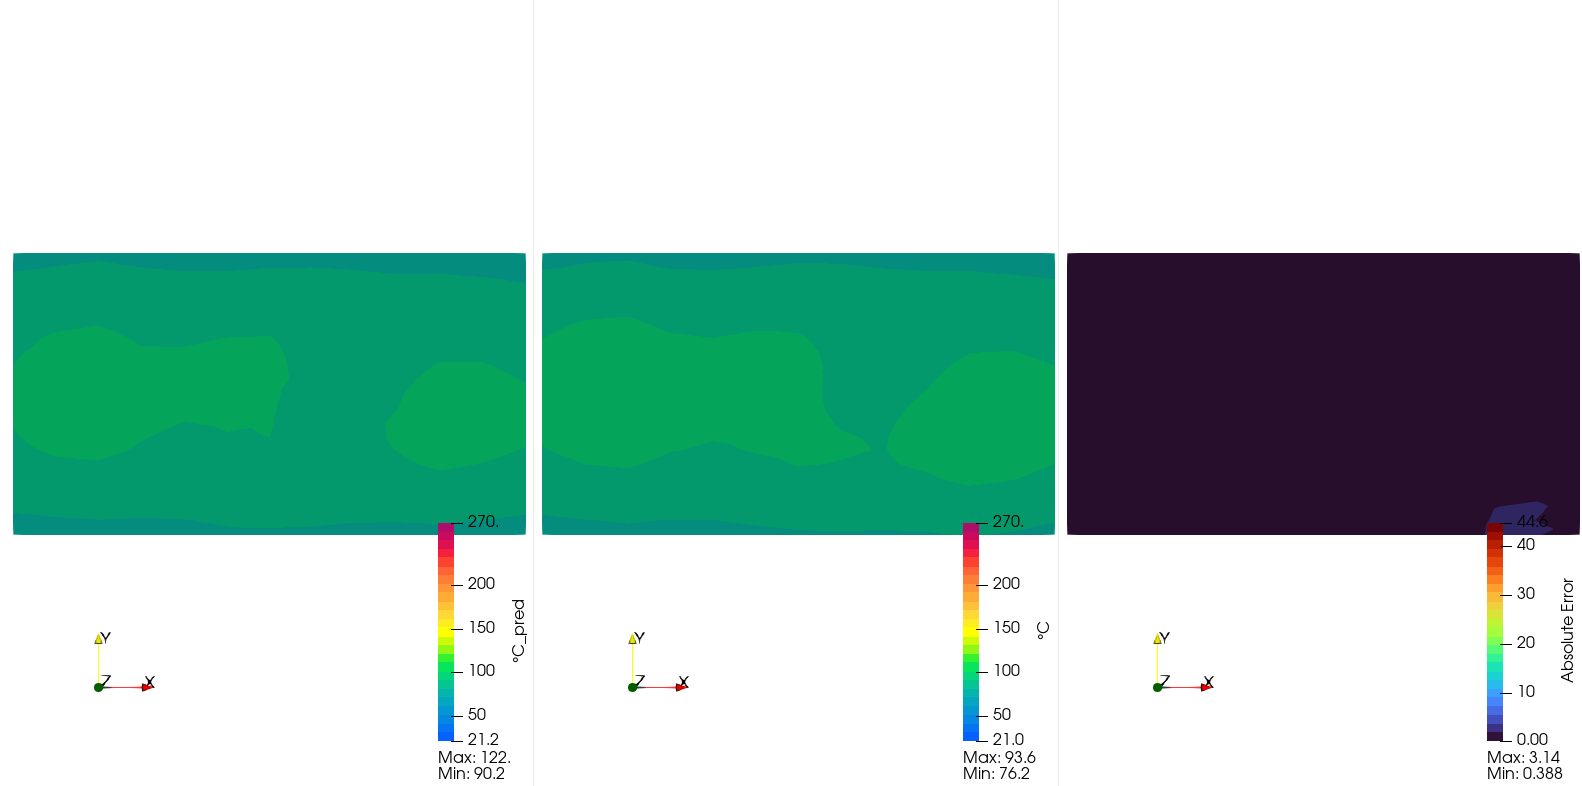 270.
200
150
100
50
21.2
°C_pred
Max: 122.
Min: 90.2
Y
Z
X
270.
200
150
100
50
21.0
°C
Max: 93.6
Min: 76.2
Y
Z
X
44.6
40
30
20
10
0.00
Absolute Error
Max: 3.14
Min: 0.388
Y
Z
X